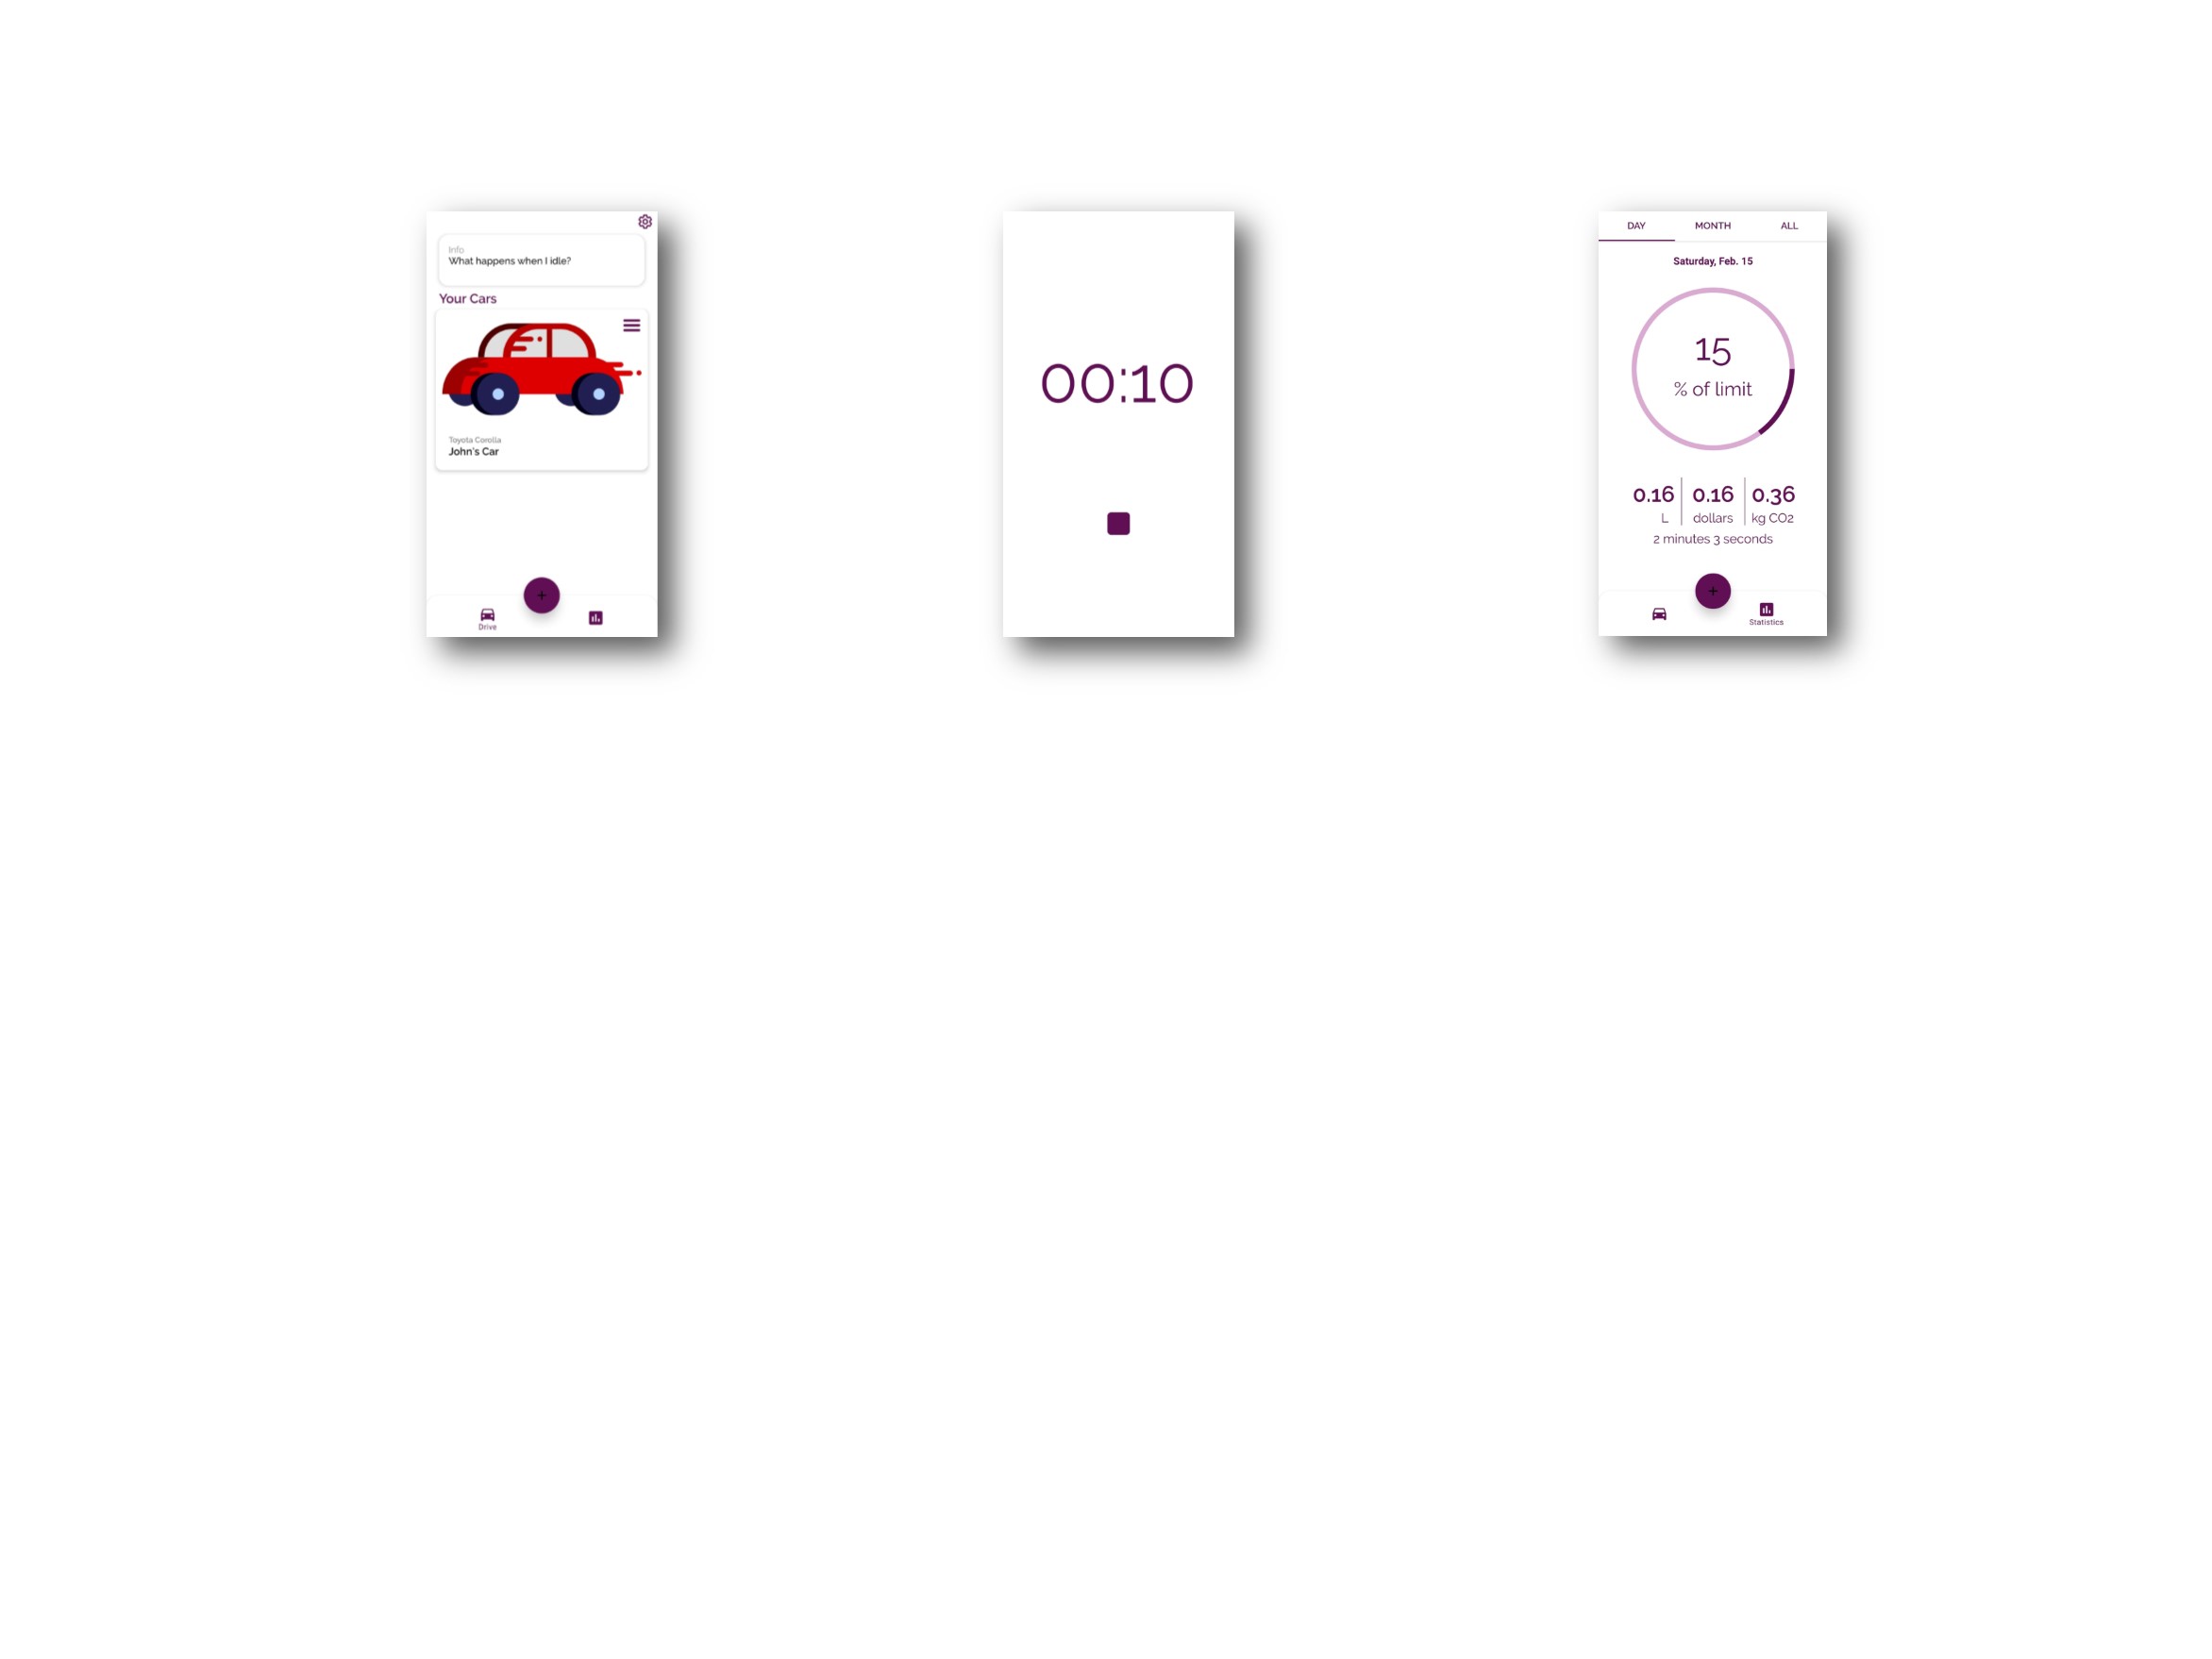 Info
What happens when I idle?
Your Cars
Toyota Corolla
John's Car
Drive
00:10
DAY MONTH ALL
Saturday, Feb. 15
15
% of limit
0.16 0.16 0.36
L dollars kg CO2
2 minutes 3 seconds
Statistics